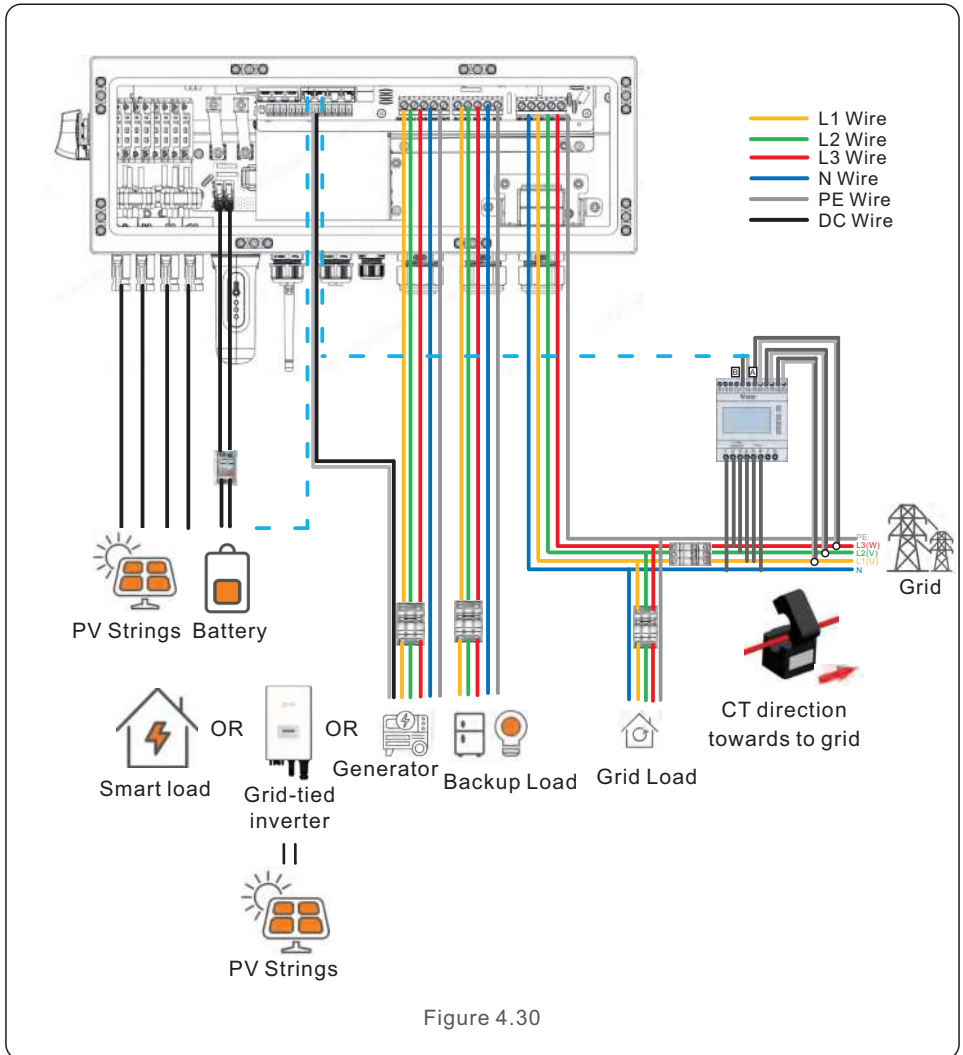 L1 Wire
L2 Wire
L3 Wire
N Wire
PE Wire
DC Wire
B
A
PE
L3(W)
L2(V)
L1(U)
N
Grid
PV Strings
Battery
CT direction
towards to grid
Smart load
OR
Grid-tied
inverter
OR
Generator
Backup Load
Grid Load
PV Strings
Figure 4.30